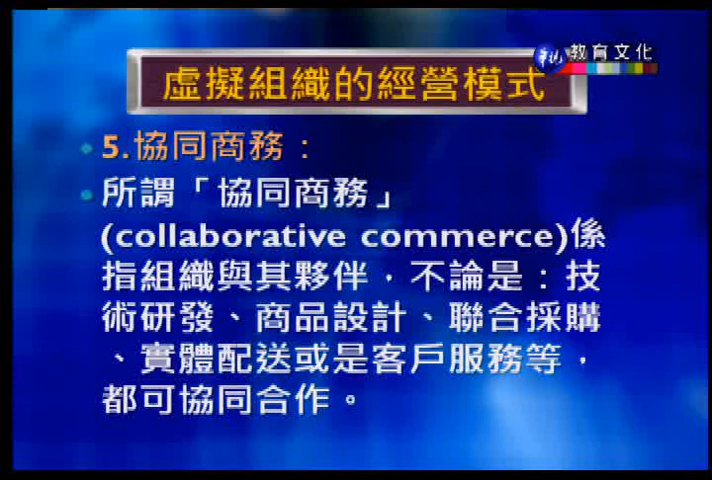 華視教育文化
虛擬組織的經營模式
5.協同商務：
所謂「協同商務」
(collaborative commerce)係
指組織與其夥伴，不論是：技
術研發、商品設計、聯合採購
、實體配送或是客戶服務等，
都可協同合作。